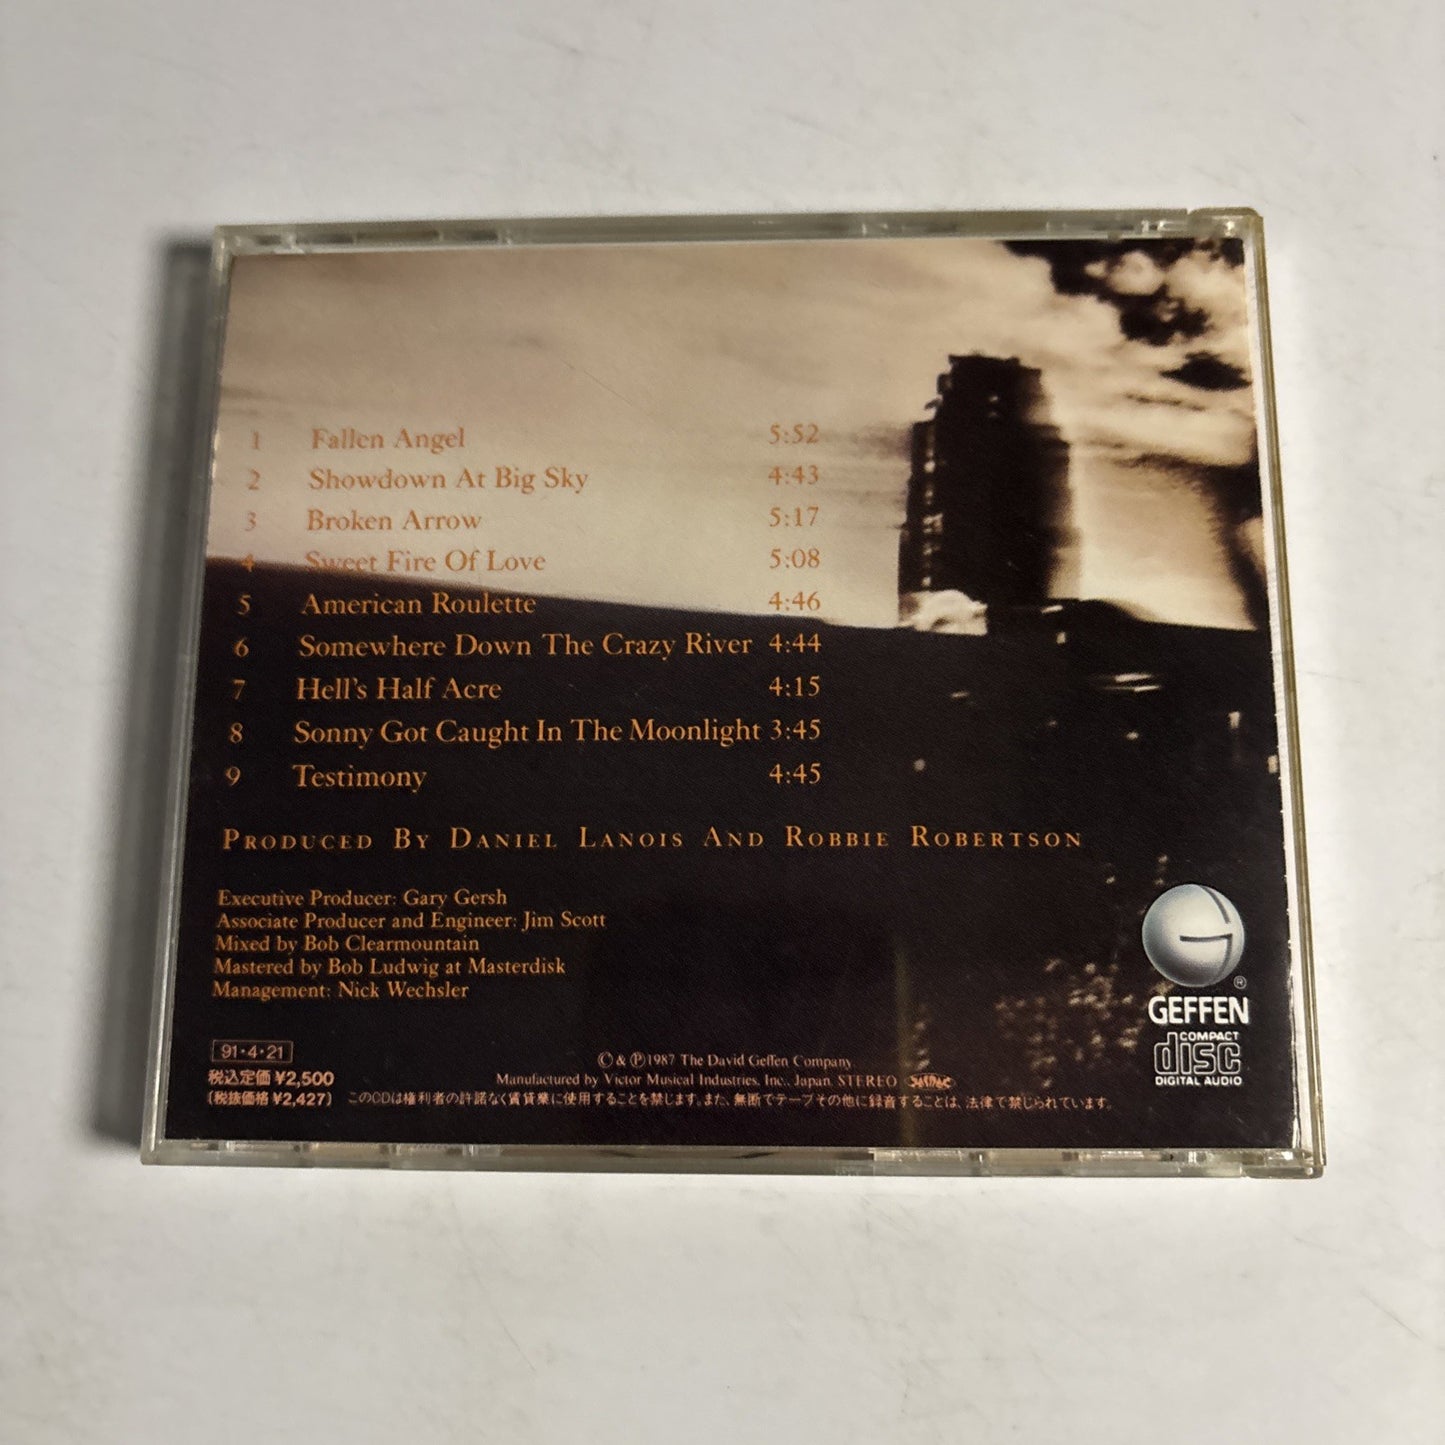 1 Fallen Angel 5:52
2 Showdown At Big Sky 4:43
3 Broken Arrow 5:17
4 Sweet Fire Of Love 5:08
5 American Roulette 4:46
6 Somewhere Down The Crazy River 4:44
7 Hell's Half Acre 4:15
8 Sonny Got Caught In The Moonlight 3:45
9 Testimony 4:45
PRODUCED BY DANIEL LANOIS AND ROBBIE ROBERTSON
Executive Producer: Gary Gersh
Associate Producer and Engineer: Jim Scott
Mixed by Bob Clearmountain
Mastered by Bob Ludwig at Masterdisk
Management: Nick Wechsler
G
®
GEFFEN
COMPACT
disc
DIGITAL AUDIO
91・4・21
税込定価 ¥2,500
(税抜価格 ¥2,427)
© & ℗1987 The David Geffen Company
Manufactured by Victor Musical Industries, Inc., Japan. STEREO JASRAC
このCDは権利者の許諾なく賃貸業に使用することを禁じます。また、無断でテープその他に録音することは、法律で禁じられています。